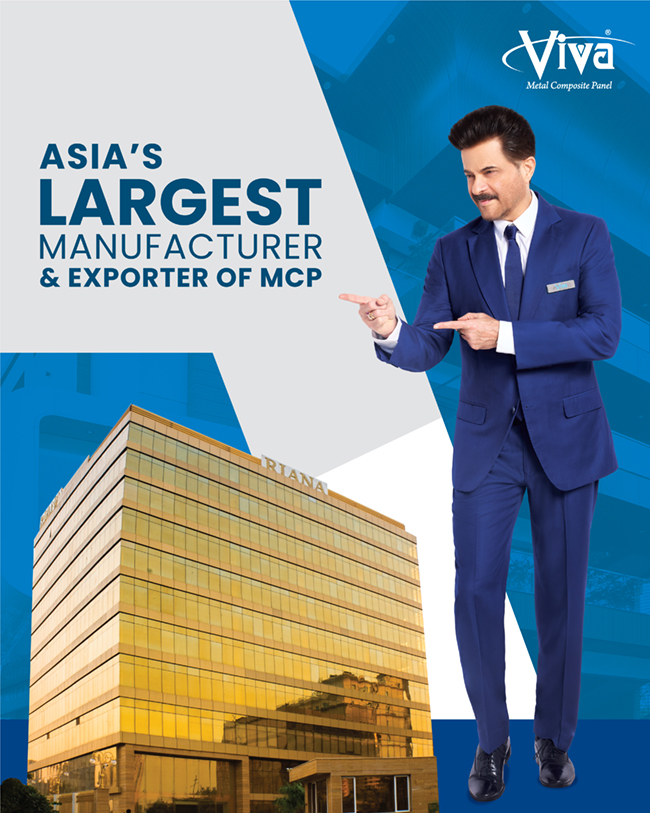 Viva®
Metal Composite Panel
ASIA'S
LARGEST
MANUFACTURER
& EXPORTER OF MCP
RIANA